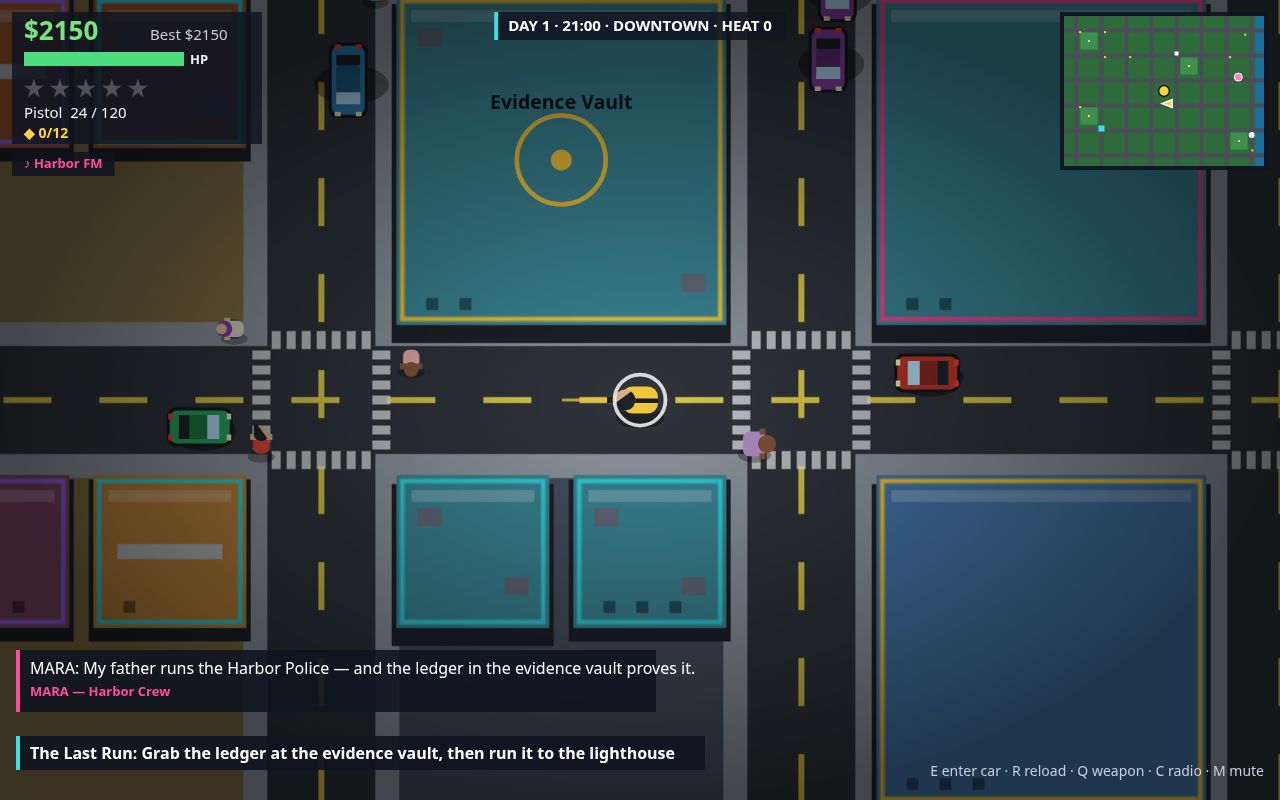 $2150 Best $2150
HP
Pistol 24 / 120
◆ 0/12
♪ Harbor FM
DAY 1 · 21:00 · DOWNTOWN · HEAT 0
Evidence Vault
MARA: My father runs the Harbor Police — and the ledger in the evidence vault proves it.
MARA — Harbor Crew
The Last Run: Grab the ledger at the evidence vault, then run it to the lighthouse
E enter car · R reload · Q weapon · C radio · M mute